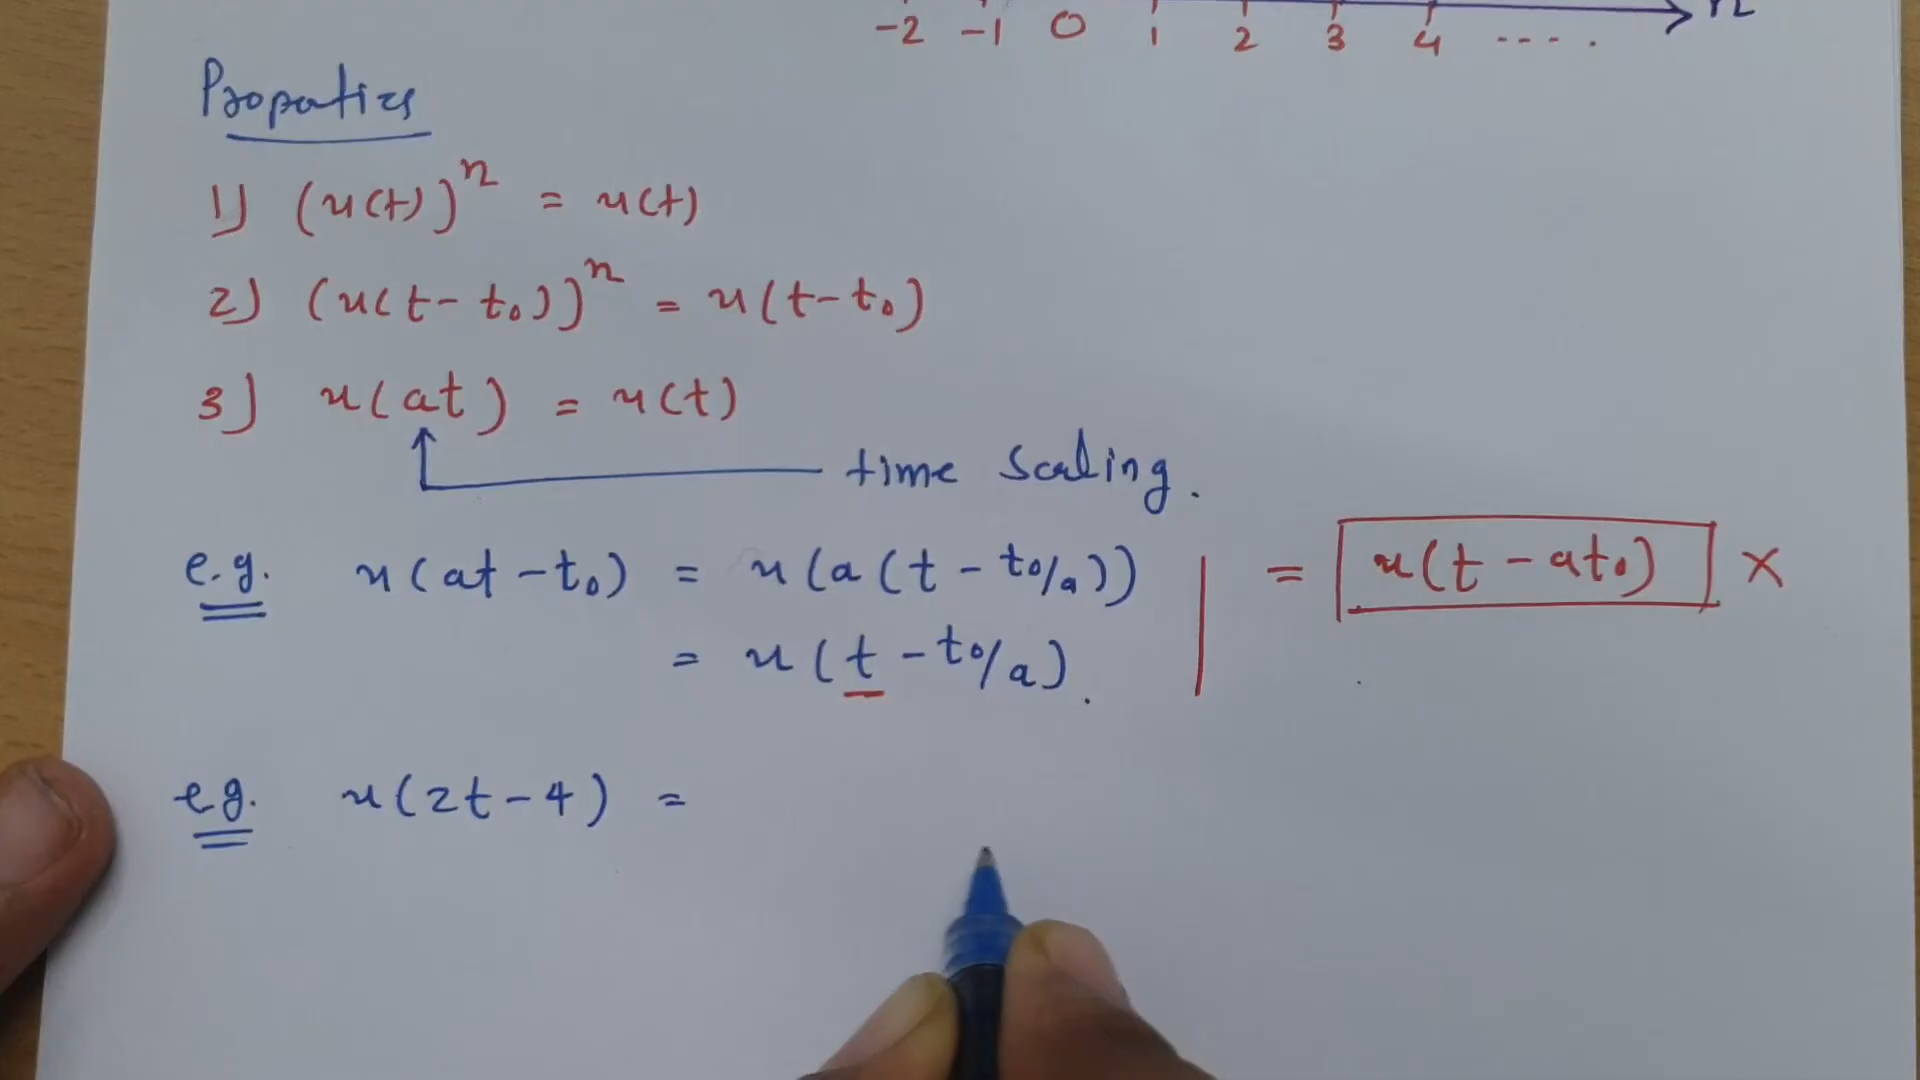 -2 -1 0 1 2 3 4 ---- . n
Properties
1) (u(t))^n = u(t)
2) (u(t-t₀))^n = u(t-t₀)
3) u(at) = u(t)
time scaling.
e.g. u(at-t₀) = u(a(t-t₀/a)) | = u(t-at₀) ×
= u(t-t₀/a).
eg. u(2t-4) =